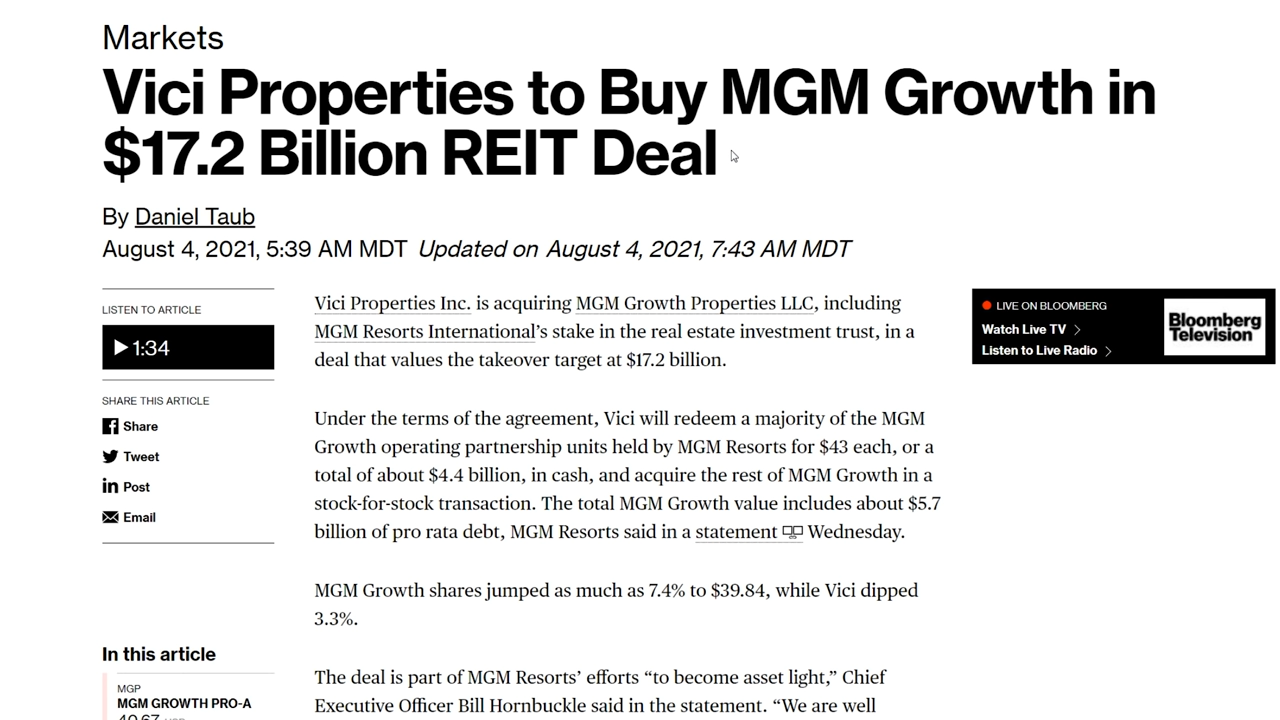 Markets
Vici Properties to Buy MGM Growth in
$17.2 Billion REIT Deal
By Daniel Taub
August 4, 2021, 5:39 AM MDT Updated on August 4, 2021, 7:43 AM MDT
LISTEN TO ARTICLE
1:34
SHARE THIS ARTICLE
Share
Tweet
Post
Email
In this article
MGP
MGM GROWTH PRO-A
40.67
Vici Properties Inc. is acquiring MGM Growth Properties LLC, including
MGM Resorts International's stake in the real estate investment trust, in a
deal that values the takeover target at $17.2 billion.
Under the terms of the agreement, Vici will redeem a majority of the MGM
Growth operating partnership units held by MGM Resorts for $43 each, or a
total of about $4.4 billion, in cash, and acquire the rest of MGM Growth in a
stock-for-stock transaction. The total MGM Growth value includes about $5.7
billion of pro rata debt, MGM Resorts said in a statement Wednesday.
MGM Growth shares jumped as much as 7.4% to $39.84, while Vici dipped
3.3%.
The deal is part of MGM Resorts' efforts “to become asset light,” Chief
Executive Officer Bill Hornbuckle said in the statement. “We are well
LIVE ON BLOOMBERG
Watch Live TV
Listen to Live Radio
Bloomberg
Television